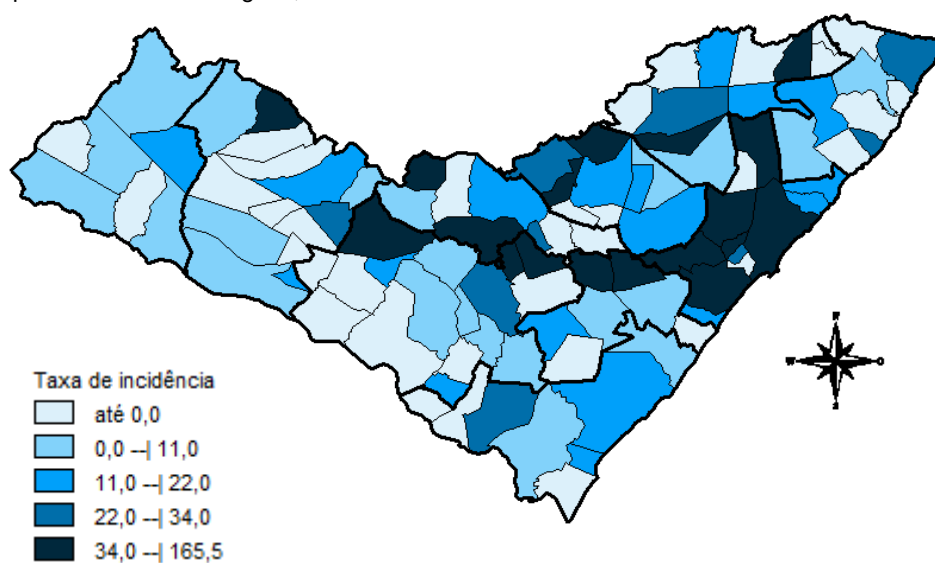 Taxa de incidência
até 0,0
0,0 --| 11,0
11,0 --| 22,0
22,0 --| 34,0
34,0 --| 165,5